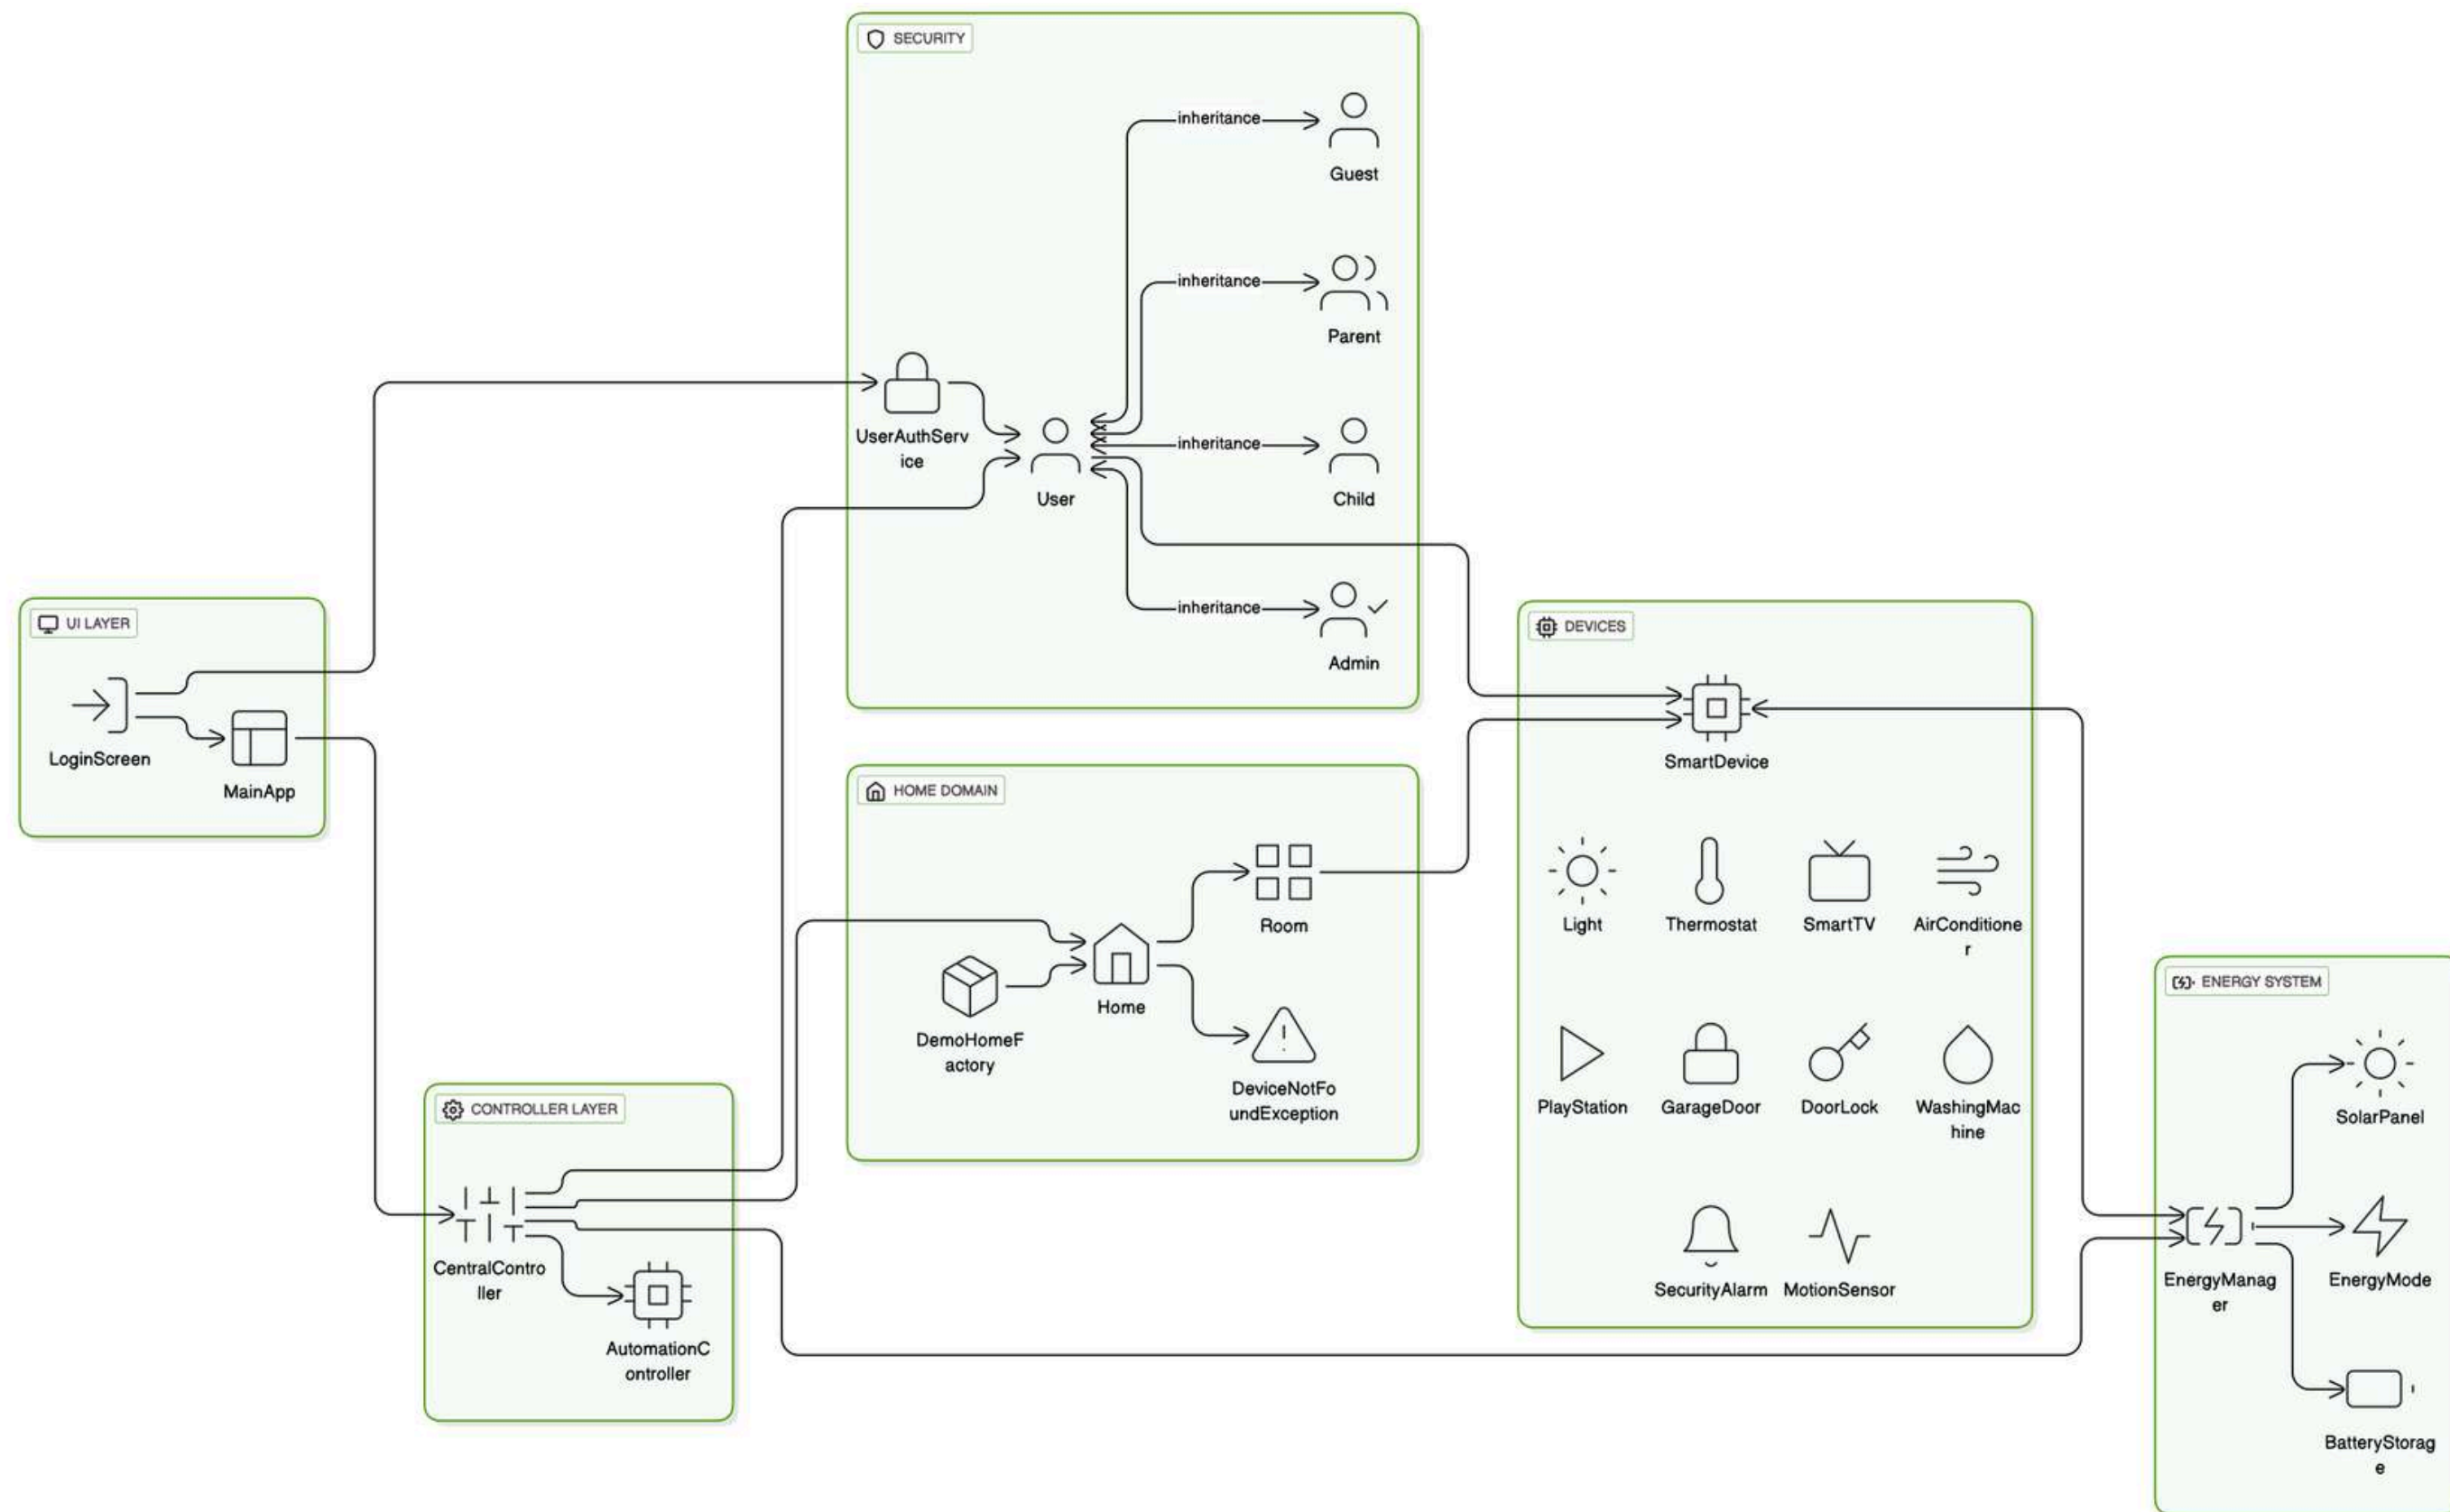 SECURITY
inheritance
Guest
inheritance
Parent
UserAuthServ
ice
inheritance
User
Child
inheritance
Admin
UI LAYER
LoginScreen
MainApp
DEVICES
SmartDevice
Light
Thermostat
SmartTV
AirConditione
r
PlayStation
GarageDoor
DoorLock
WashingMac
hine
SecurityAlarm
MotionSensor
HOME DOMAIN
Room
Home
DemoHomeF
actory
DeviceNotFo
undException
CONTROLLER LAYER
CentralContro
ller
AutomationC
ontroller
ENERGY SYSTEM
SolarPanel
EnergyManag
er
EnergyMode
BatteryStorag
e